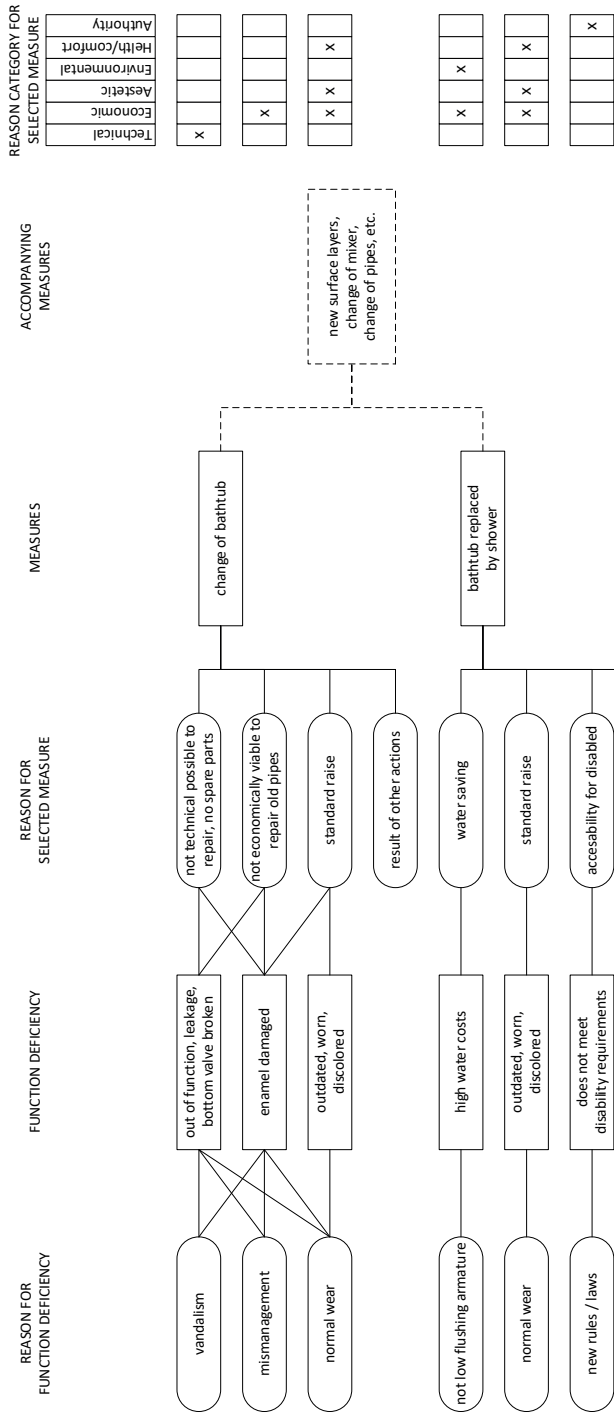 REASON FOR
FUNCTION DEFICIENCY
FUNCTION DEFICIENCY
REASON FOR
SELECTED MEASURE
MEASURES
ACCOMPANYING
MEASURES
REASON CATEGORY FOR
SELECTED MEASURE
Technical
Economic
Aestetic
Environmental
Helth/comfort
Authority
vandalism
out of function, leakage,
bottom valve broken
not technical possible to
repair, no spare parts
change of bathtub
x
mismanagement
enamel damaged
not economically viable to
repair old pipes
x
normal wear
outdated, worn,
discolored
standard raise
new surface layers,
change of mixer,
change of pipes, etc.
x x x
result of other actions
not low flushing armature
high water costs
water saving
bathtub replaced
by shower
x x
normal wear
outdated, worn,
discolored
standard raise
x x x
new rules / laws
does not meet
disability requirements
accesability for disabled
x